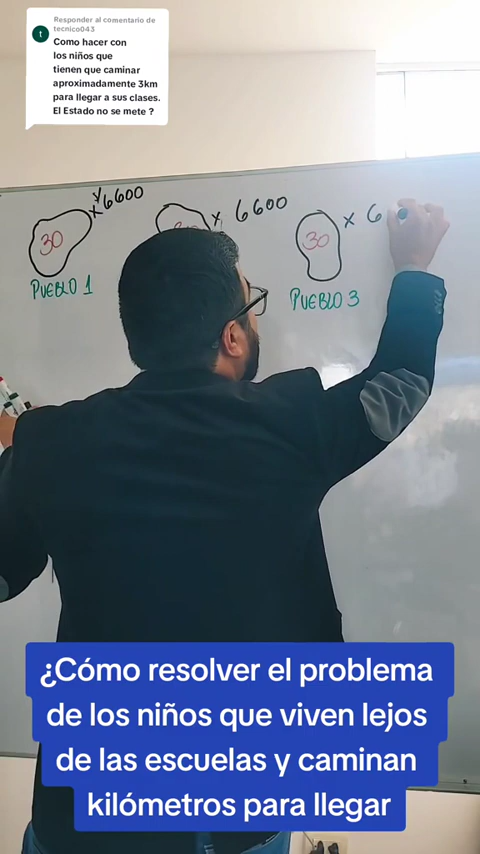 Responder al comentario de
tecnico043
t
Como hacer con
los niños que
tienen que caminar
aproximadamente 3km
para llegar a sus clases.
El Estado no se mete ?
x 6600
x 6600
x 6
30
30
30
PUEBLO 1
PUEBLO 3
¿Cómo resolver el problema
de los niños que viven lejos
de las escuelas y caminan
kilómetros para llegar